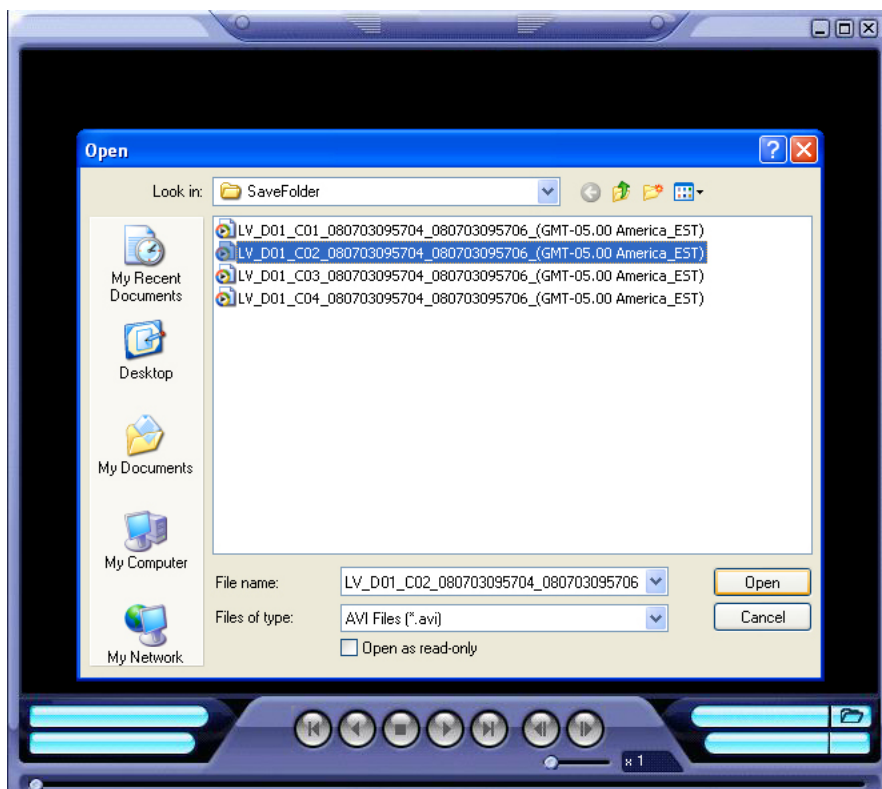 Open
Look in: SaveFolder
LV_D01_C01_080703095704_080703095706_(GMT-05.00 America_EST)
LV_D01_C02_080703095704_080703095706_(GMT-05.00 America_EST)
LV_D01_C03_080703095704_080703095706_(GMT-05.00 America_EST)
LV_D01_C04_080703095704_080703095706_(GMT-05.00 America_EST)
My Recent
Documents
Desktop
My Documents
My Computer
My Network
File name: LV_D01_C02_080703095704_080703095706 Open
Files of type: AVI Files (*.avi) Cancel
Open as read-only
x 1